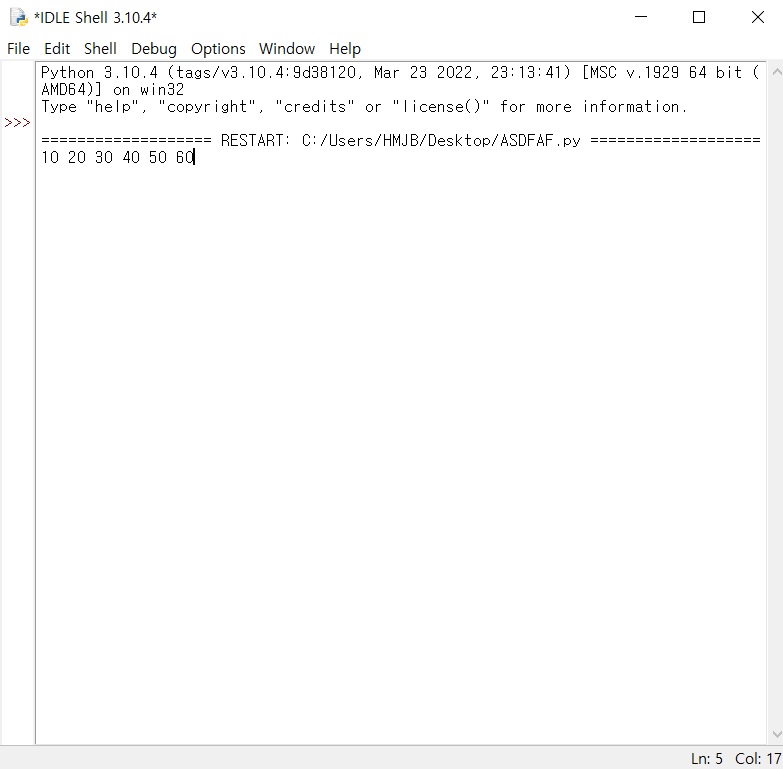 *IDLE Shell 3.10.4*
File Edit Shell Debug Options Window Help
Python 3.10.4 (tags/v3.10.4:9d38120, Mar 23 2022, 23:13:41) [MSC v.1929 64 bit (
AMD64)] on win32
Type "help", "copyright", "credits" or "license()" for more information.
>>>
=================== RESTART: C:/Users/HMJB/Desktop/ASDFAF.py ===================
10 20 30 40 50 60
Ln: 5 Col: 17